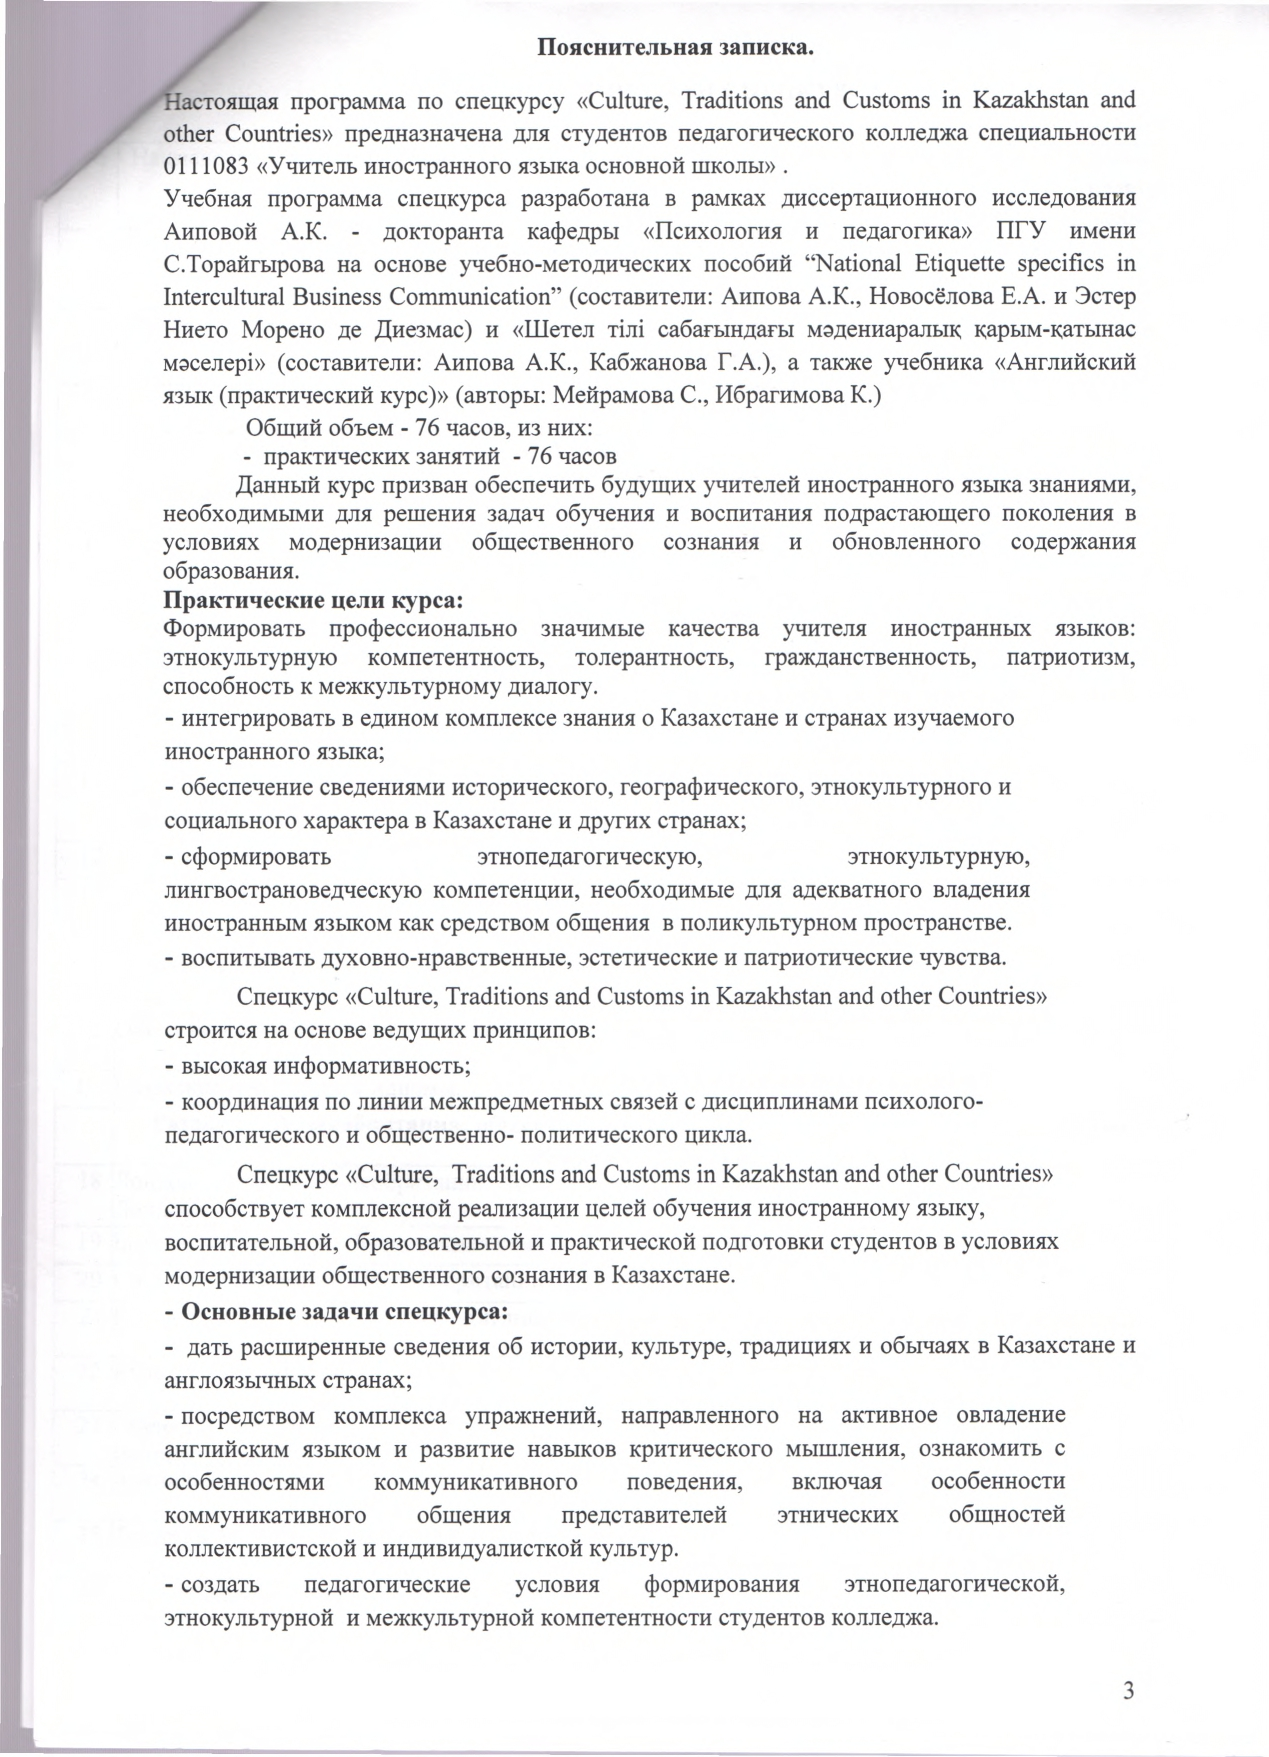 Пояснительная записка.
Настоящая программа по спецкурсу «Culture, Traditions and Customs in Kazakhstan and
other Countries» предназначена для студентов педагогического колледжа специальности
0111083 «Учитель иностранного языка основной школы» .
Учебная программа спецкурса разработана в рамках диссертационного исследования
Аиповой А.К. - докторанта кафедры «Психология и педагогика» ПГУ имени
С.Торайгырова на основе учебно-методических пособий “National Etiquette specifics in
Intercultural Business Communication” (составители: Аипова А.К., Новосёлова Е.А. и Эстер
Нието Морено де Диезмас) и «Шетел тілі сабағындағы мәдениаралық қарым-қатынас
мәселері» (составители: Аипова А.К., Кабжанова Г.А.), а также учебника «Английский
язык (практический курс)» (авторы: Мейрамова С., Ибрагимова К.)
Общий объем - 76 часов, из них:
- практических занятий - 76 часов
Данный курс призван обеспечить будущих учителей иностранного языка знаниями,
необходимыми для решения задач обучения и воспитания подрастающего поколения в
условиях модернизации общественного сознания и обновленного содержания
образования.
Практические цели курса:
Формировать профессионально значимые качества учителя иностранных языков:
этнокультурную компетентность, толерантность, гражданственность, патриотизм,
способность к межкультурному диалогу.
- интегрировать в едином комплексе знания о Казахстане и странах изучаемого
иностранного языка;
- обеспечение сведениями исторического, географического, этнокультурного и
социального характера в Казахстане и других странах;
- сформировать этнопедагогическую, этнокультурную,
лингвострановедческую компетенции, необходимые для адекватного владения
иностранным языком как средством общения в поликультурном пространстве.
- воспитывать духовно-нравственные, эстетические и патриотические чувства.
Спецкурс «Culture, Traditions and Customs in Kazakhstan and other Countries»
строится на основе ведущих принципов:
- высокая информативность;
- координация по линии межпредметных связей с дисциплинами психолого-
педагогического и общественно- политического цикла.
Спецкурс «Culture, Traditions and Customs in Kazakhstan and other Countries»
способствует комплексной реализации целей обучения иностранному языку,
воспитательной, образовательной и практической подготовки студентов в условиях
модернизации общественного сознания в Казахстане.
- Основные задачи спецкурса:
- дать расширенные сведения об истории, культуре, традициях и обычаях в Казахстане и
англоязычных странах;
- посредством комплекса упражнений, направленного на активное овладение
английским языком и развитие навыков критического мышления, ознакомить с
особенностями коммуникативного поведения, включая особенности
коммуникативного общения представителей этнических общностей
коллективистской и индивидуалисткой культур.
- создать педагогические условия формирования этнопедагогической,
этнокультурной и межкультурной компетентности студентов колледжа.
3